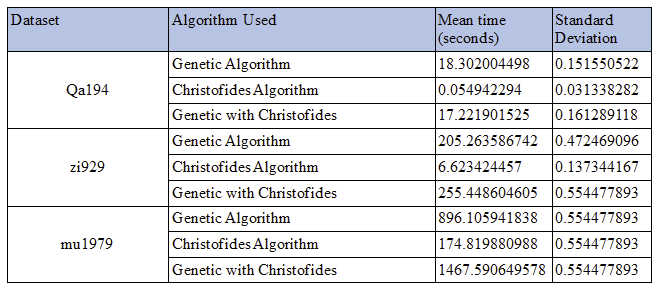 Dataset Algorithm Used Mean time (seconds) Standard Deviation
Qa194 Genetic Algorithm 18.302004498 0.151550522
Christofides Algorithm 0.054942294 0.031338282
Genetic with Christofides 17.221901525 0.161289118
zi929 Genetic Algorithm 205.263586742 0.472469096
Christofides Algorithm 6.623424457 0.137344167
Genetic with Christofides 255.448604605 0.554477893
mu1979 Genetic Algorithm 896.105941838 0.554477893
Christofides Algorithm 174.819880988 0.554477893
Genetic with Christofides 1467.590649578 0.554477893